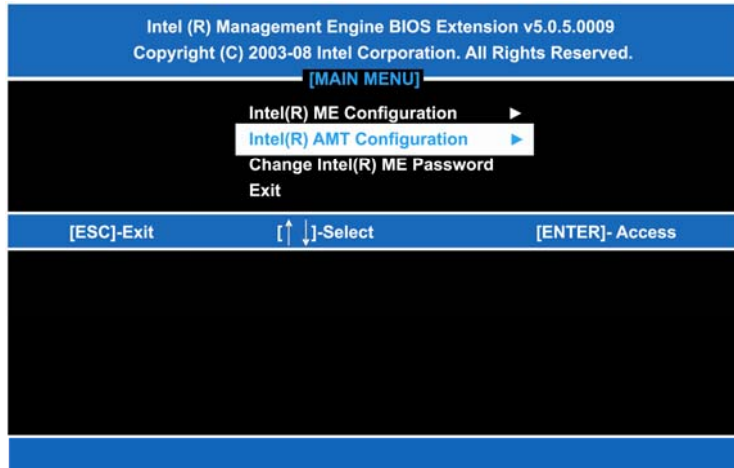 Intel (R) Management Engine BIOS Extension v5.0.5.0009
Copyright (C) 2003-08 Intel Corporation. All Rights Reserved.
[MAIN MENU]
Intel(R) ME Configuration ►
Intel(R) AMT Configuration ►
Change Intel(R) ME Password
Exit
[ESC]-Exit [↑ ↓]-Select [ENTER]- Access